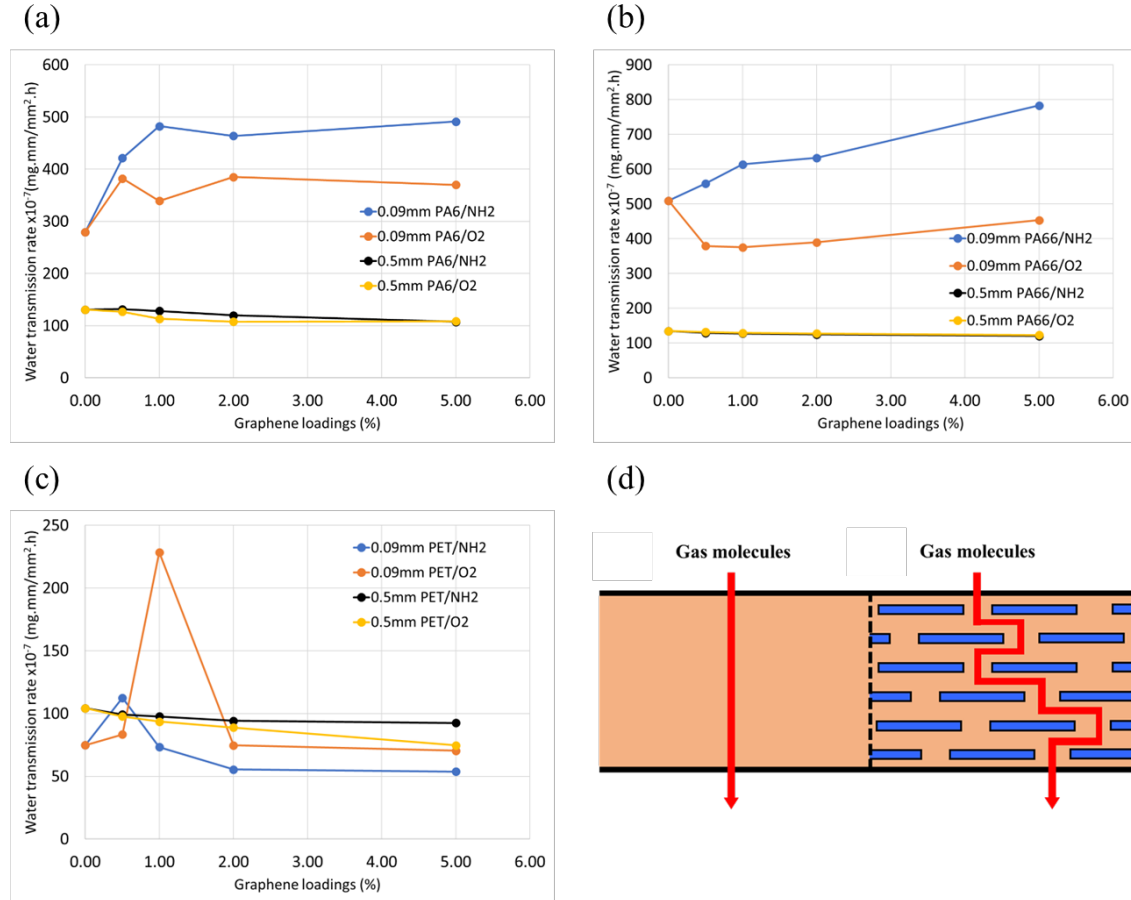 (a)
Water transmission rate x10-7 (mg.mm/mm².h)
600
500
400
300
200
100
0
0.09mm PA6/NH2
0.09mm PA6/O2
0.5mm PA6/NH2
0.5mm PA6/O2
0.00 1.00 2.00 3.00 4.00 5.00 6.00
Graphene loadings (%)
(b)
Water transmission rate x10-7 (mg.mm/mm².h)
900
800
700
600
500
400
300
200
100
0
0.09mm PA66/NH2
0.09mm PA66/O2
0.5mm PA66/NH2
0.5mm PA66/O2
0.00 1.00 2.00 3.00 4.00 5.00 6.00
Graphene loadings (%)
(c)
Water transmission rate x10-7 (mg.mm/mm².h)
250
200
150
100
50
0
0.09mm PET/NH2
0.09mm PET/O2
0.5mm PET/NH2
0.5mm PET/O2
0.00 1.00 2.00 3.00 4.00 5.00 6.00
Graphene loadings (%)
(d)
Gas molecules
Gas molecules